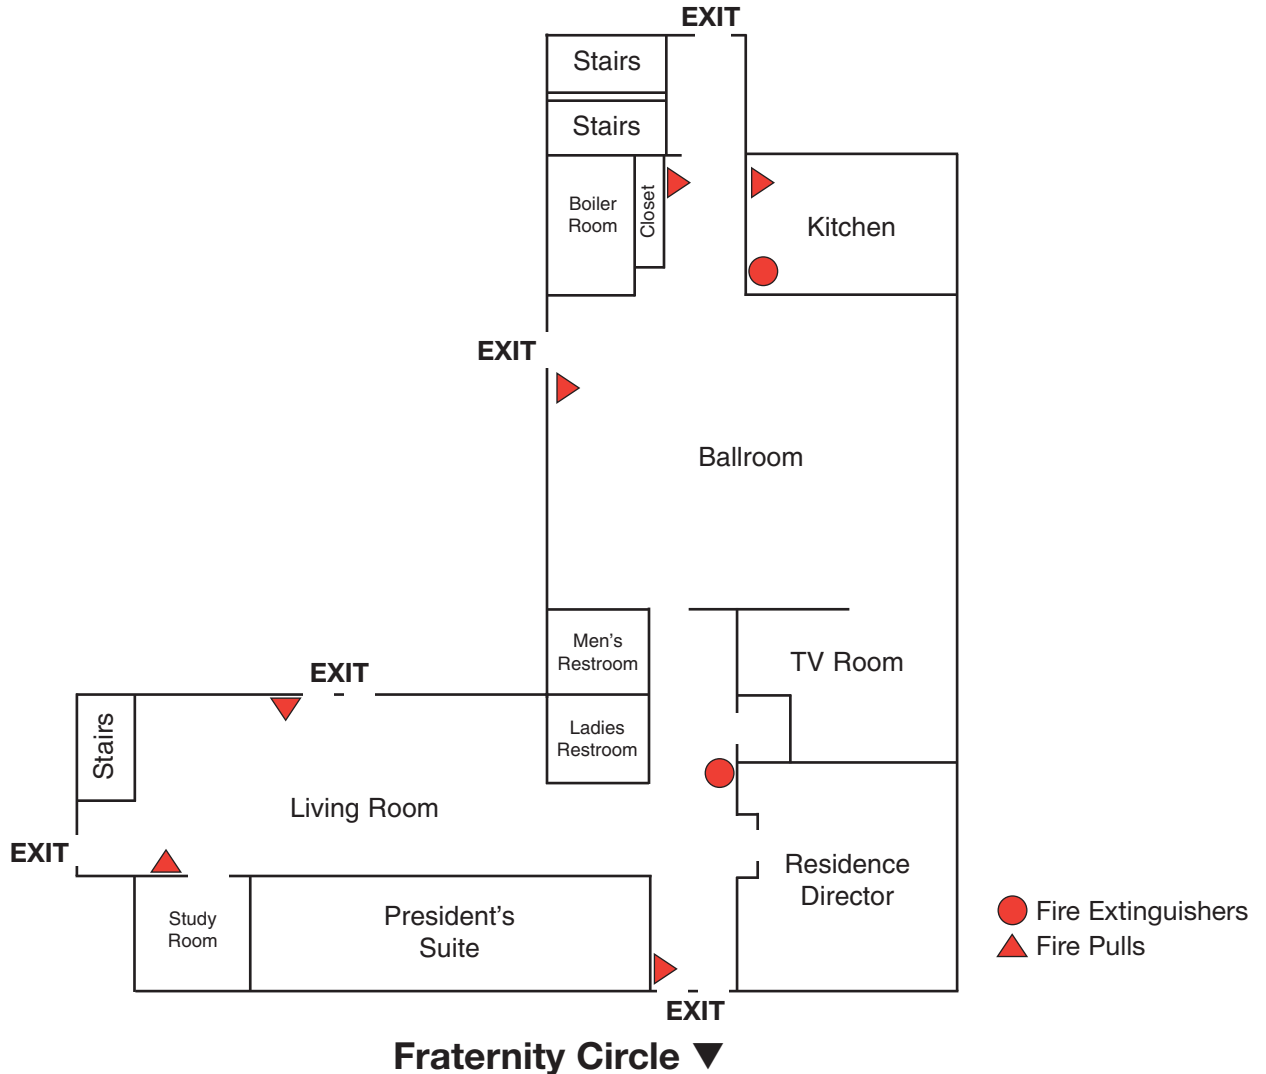 EXIT
Stairs
Stairs
Boiler
Room
Closet
Kitchen
EXIT
Ballroom
Men’s
Restroom
TV Room
EXIT
Stairs
Ladies
Restroom
Living Room
EXIT
Residence
Director
Study
Room
President’s
Suite
Fire Extinguishers
Fire Pulls
EXIT
Fraternity Circle